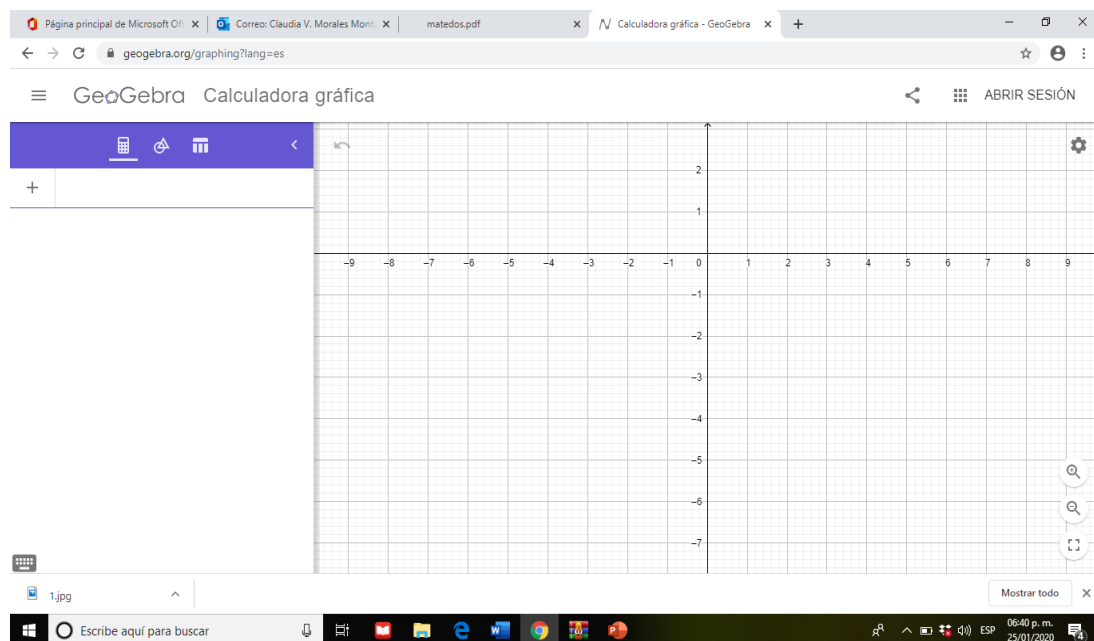 Página principal de Microsoft Off
Correo: Claudia V. Morales Mont
matedos.pdf
Calculadora gráfica - GeoGebra
geogebra.org/graphing?lang=es
GeoGebra Calculadora gráfica
ABRIR SESIÓN
2
1
-9 -8 -7 -6 -5 -4 -3 -2 -1 0 1 2 3 4 5 6 7 8 9
-1
-2
-3
-4
-5
-6
-7
1.jpg
Mostrar todo
Escribe aquí para buscar
ESP
06:40 p. m.
25/01/2020
4